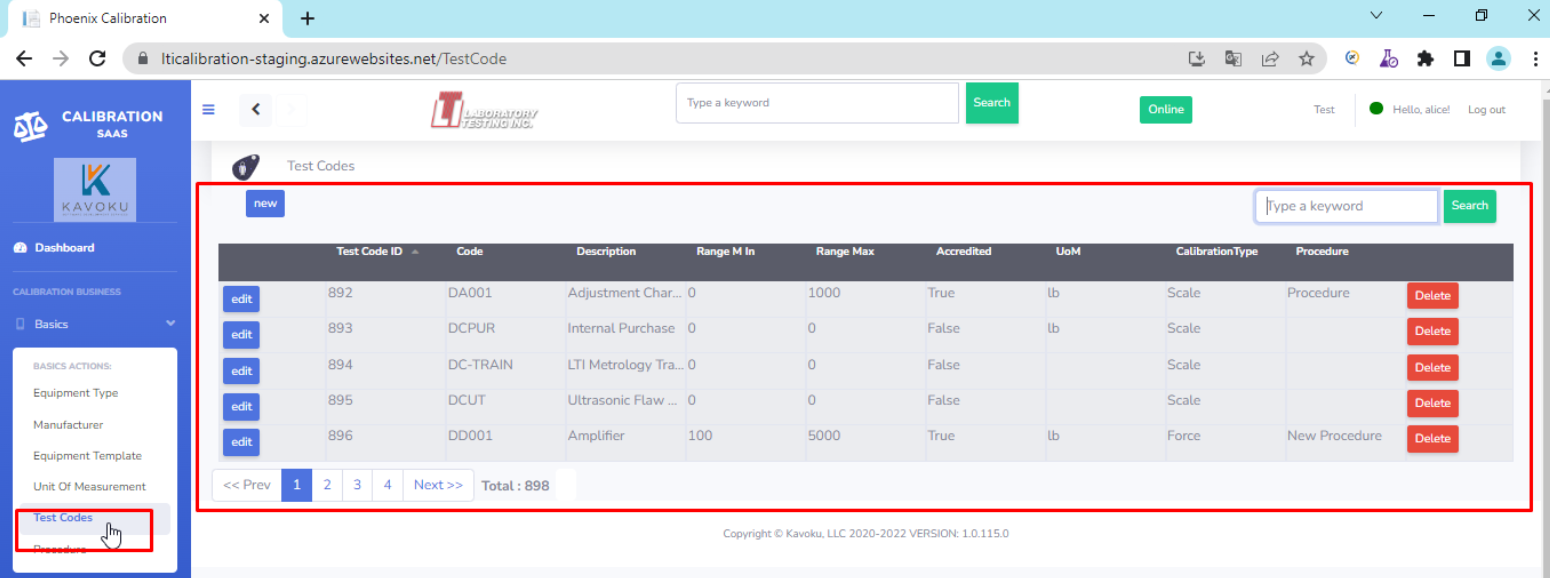 Phoenix Calibration
lticalibration-staging.azurewebsites.net/TestCode
CALIBRATION
SAAS
LABORATORY
TESTING INC.
Type a keyword
Search
Online
Test
Hello, alice!
Log out
KAVOKU
Test Codes
new
Type a keyword
Search
Dashboard
CALIBRATION BUSINESS
Basics
BASICS ACTIONS:
Equipment Type
Manufacturer
Equipment Template
Unit Of Measurement
Test Codes
Procedure
Test Code ID Code Description Range M In Range Max Accredited UoM CalibrationType Procedure
edit 892 DA001 Adjustment Char... 0 1000 True lb Scale Procedure Delete
edit 893 DCPUR Internal Purchase 0 0 False lb Scale Delete
edit 894 DC-TRAIN LTI Metrology Tra... 0 0 False Scale Delete
edit 895 DCUT Ultrasonic Flaw ... 0 0 False Scale Delete
edit 896 DD001 Amplifier 100 5000 True lb Force New Procedure Delete
<< Prev 1 2 3 4 Next >> Total : 898
Copyright © Kavoku, LLC 2020-2022 VERSION: 1.0.115.0